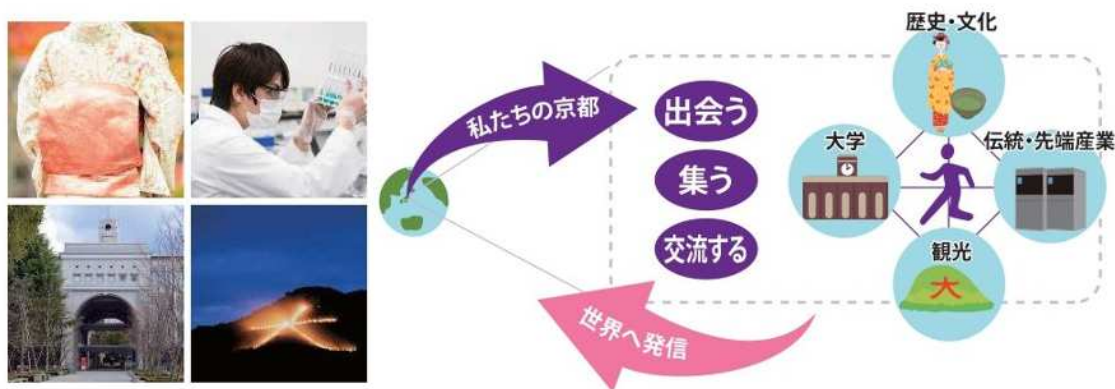 私たちの京都
出会う
集う
交流する
歴史・文化
大学
伝統・先端産業
観光
大
世界へ発信